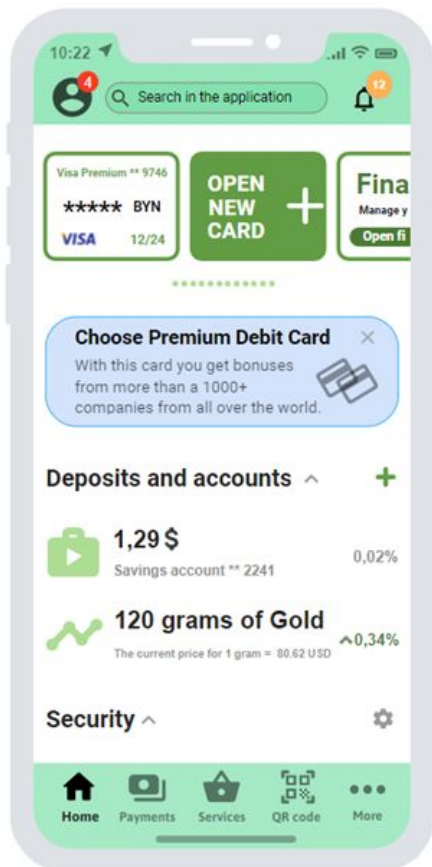 10:22
4
Search in the application
12
Visa Premium ** 9746
***** BYN
VISA 12/24
OPEN
NEW
CARD
Fina
Manage y
Open fi
Choose Premium Debit Card
With this card you get bonuses
from more than a 1000+
companies from all over the world.
Deposits and accounts
1,29 $
Savings account ** 2241
0,02%
120 grams of Gold
The current price for 1 gram = 80.62 USD
0,34%
Security
Home Payments Services QR code More